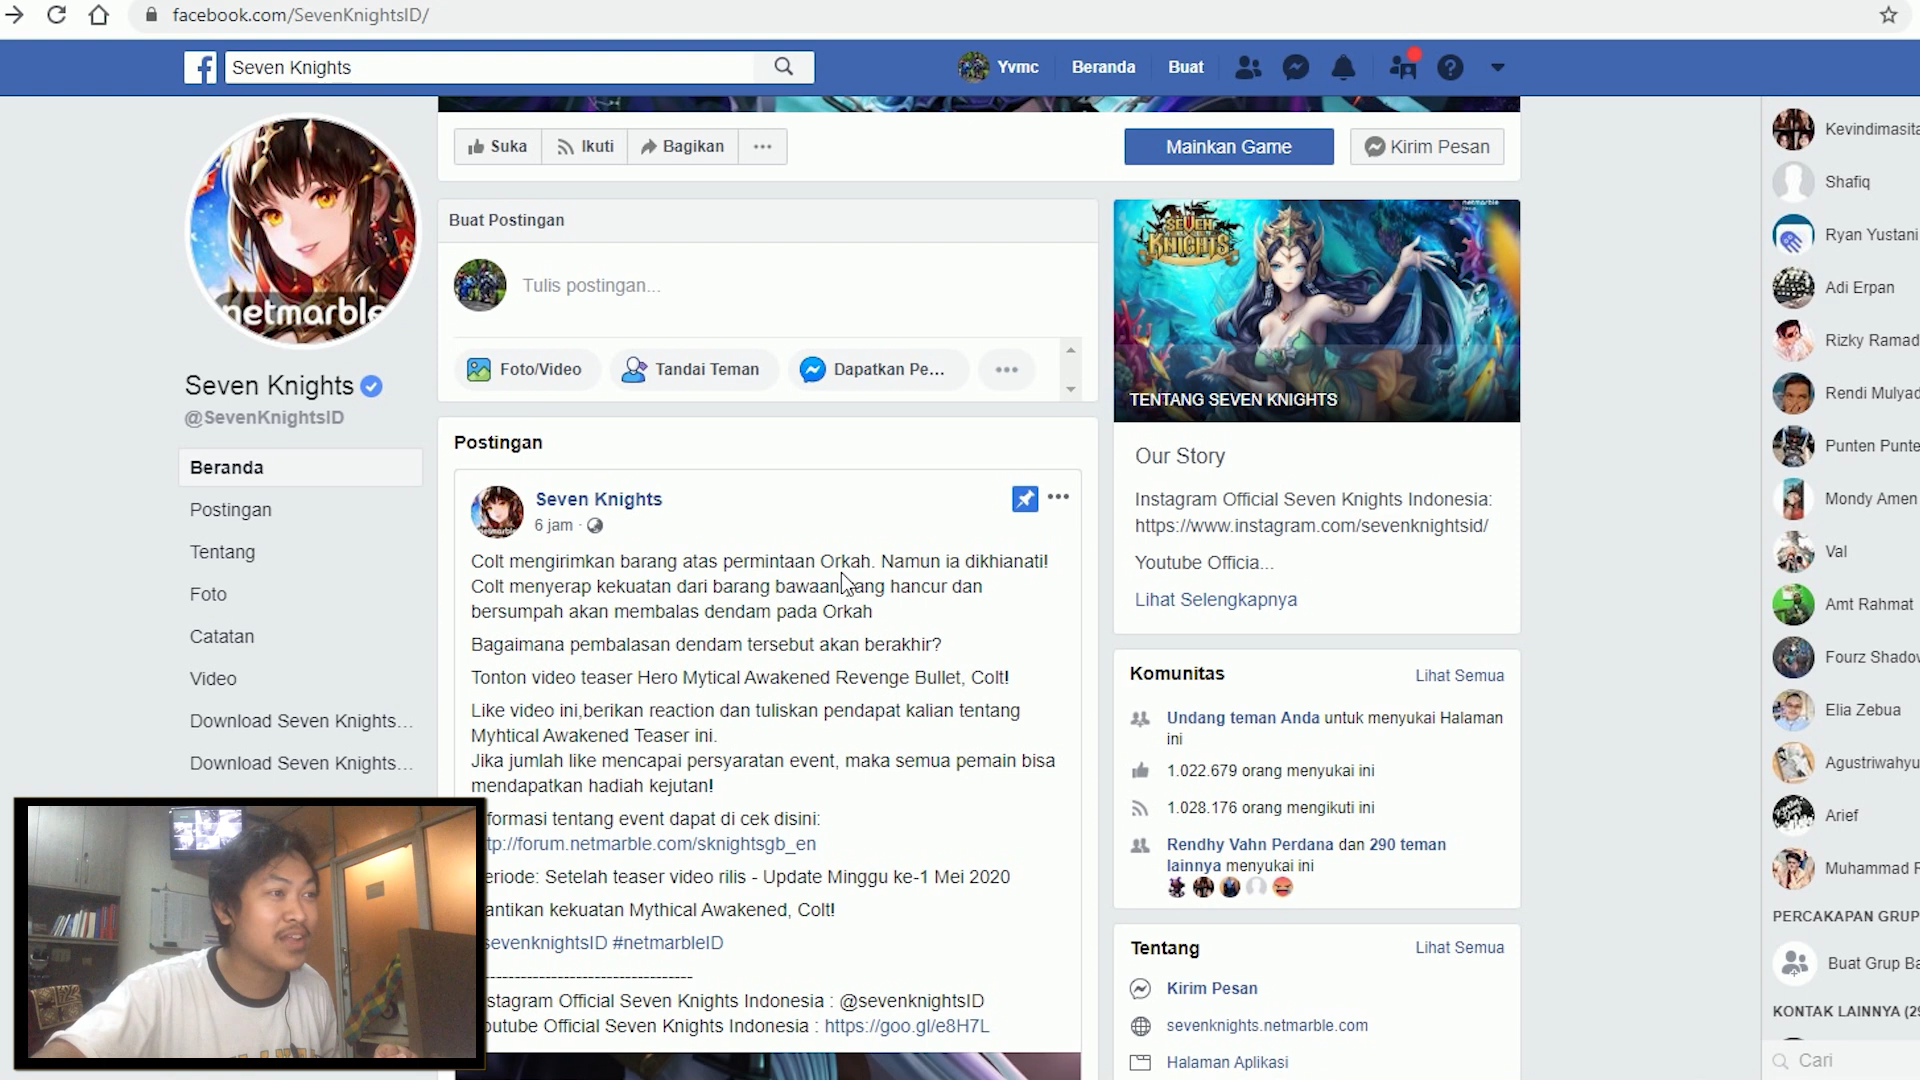 facebook.com/SevenKnightsID/
Seven Knights
Yvmc
Beranda
Buat
netmarble
Seven Knights
@SevenKnightsID
Beranda
Postingan
Tentang
Foto
Catatan
Video
Download Seven Knights...
Download Seven Knights...
Suka
Ikuti
Bagikan
Mainkan Game
Kirim Pesan
Buat Postingan
Tulis postingan...
Foto/Video
Tandai Teman
Dapatkan Pe...
Postingan
Seven Knights
6 jam
Colt mengirimkan barang atas permintaan Orkah. Namun ia dikhianati!
Colt menyerap kekuatan dari barang bawaan ang hancur dan
bersumpah akan membalas dendam pada Orkah
Bagaimana pembalasan dendam tersebut akan berakhir?
Tonton video teaser Hero Mytical Awakened Revenge Bullet, Colt!
Like video ini,berikan reaction dan tuliskan pendapat kalian tentang
Myhtical Awakened Teaser ini.
Jika jumlah like mencapai persyaratan event, maka semua pemain bisa
mendapatkan hadiah kejutan!
formasi tentang event dapat di cek disini:
tp://forum.netmarble.com/sknightsgb_en
eriode: Setelah teaser video rilis - Update Minggu ke-1 Mei 2020
antikan kekuatan Mythical Awakened, Colt!
sevenknightsID #netmarbleID
---------------------------------
stagram Official Seven Knights Indonesia : @sevenknightsID
outube Official Seven Knights Indonesia : https://goo.gl/e8H7L
netmarble
SEVEN KNIGHTS
TENTANG SEVEN KNIGHTS
Our Story
Instagram Official Seven Knights Indonesia:
https://www.instagram.com/sevenknightsid/
Youtube Officia...
Lihat Selengkapnya
Komunitas
Lihat Semua
Undang teman Anda untuk menyukai Halaman
ini
1.022.679 orang menyukai ini
1.028.176 orang mengikuti ini
Rendhy Vahn Perdana dan 290 teman
lainnya menyukai ini
Tentang
Lihat Semua
Kirim Pesan
sevenknights.netmarble.com
Halaman Aplikasi
Kevindimasita
Shafiq
Ryan Yustani
Adi Erpan
Rizky Ramad
Rendi Mulyad
Punten Punte
Mondy Amen
Val
Amt Rahmat
Fourz Shadow
Elia Zebua
Agustriwahyu
Arief
Muhammad F
PERCAKAPAN GRUP
Buat Grup Ba
KONTAK LAINNYA (29
Cari